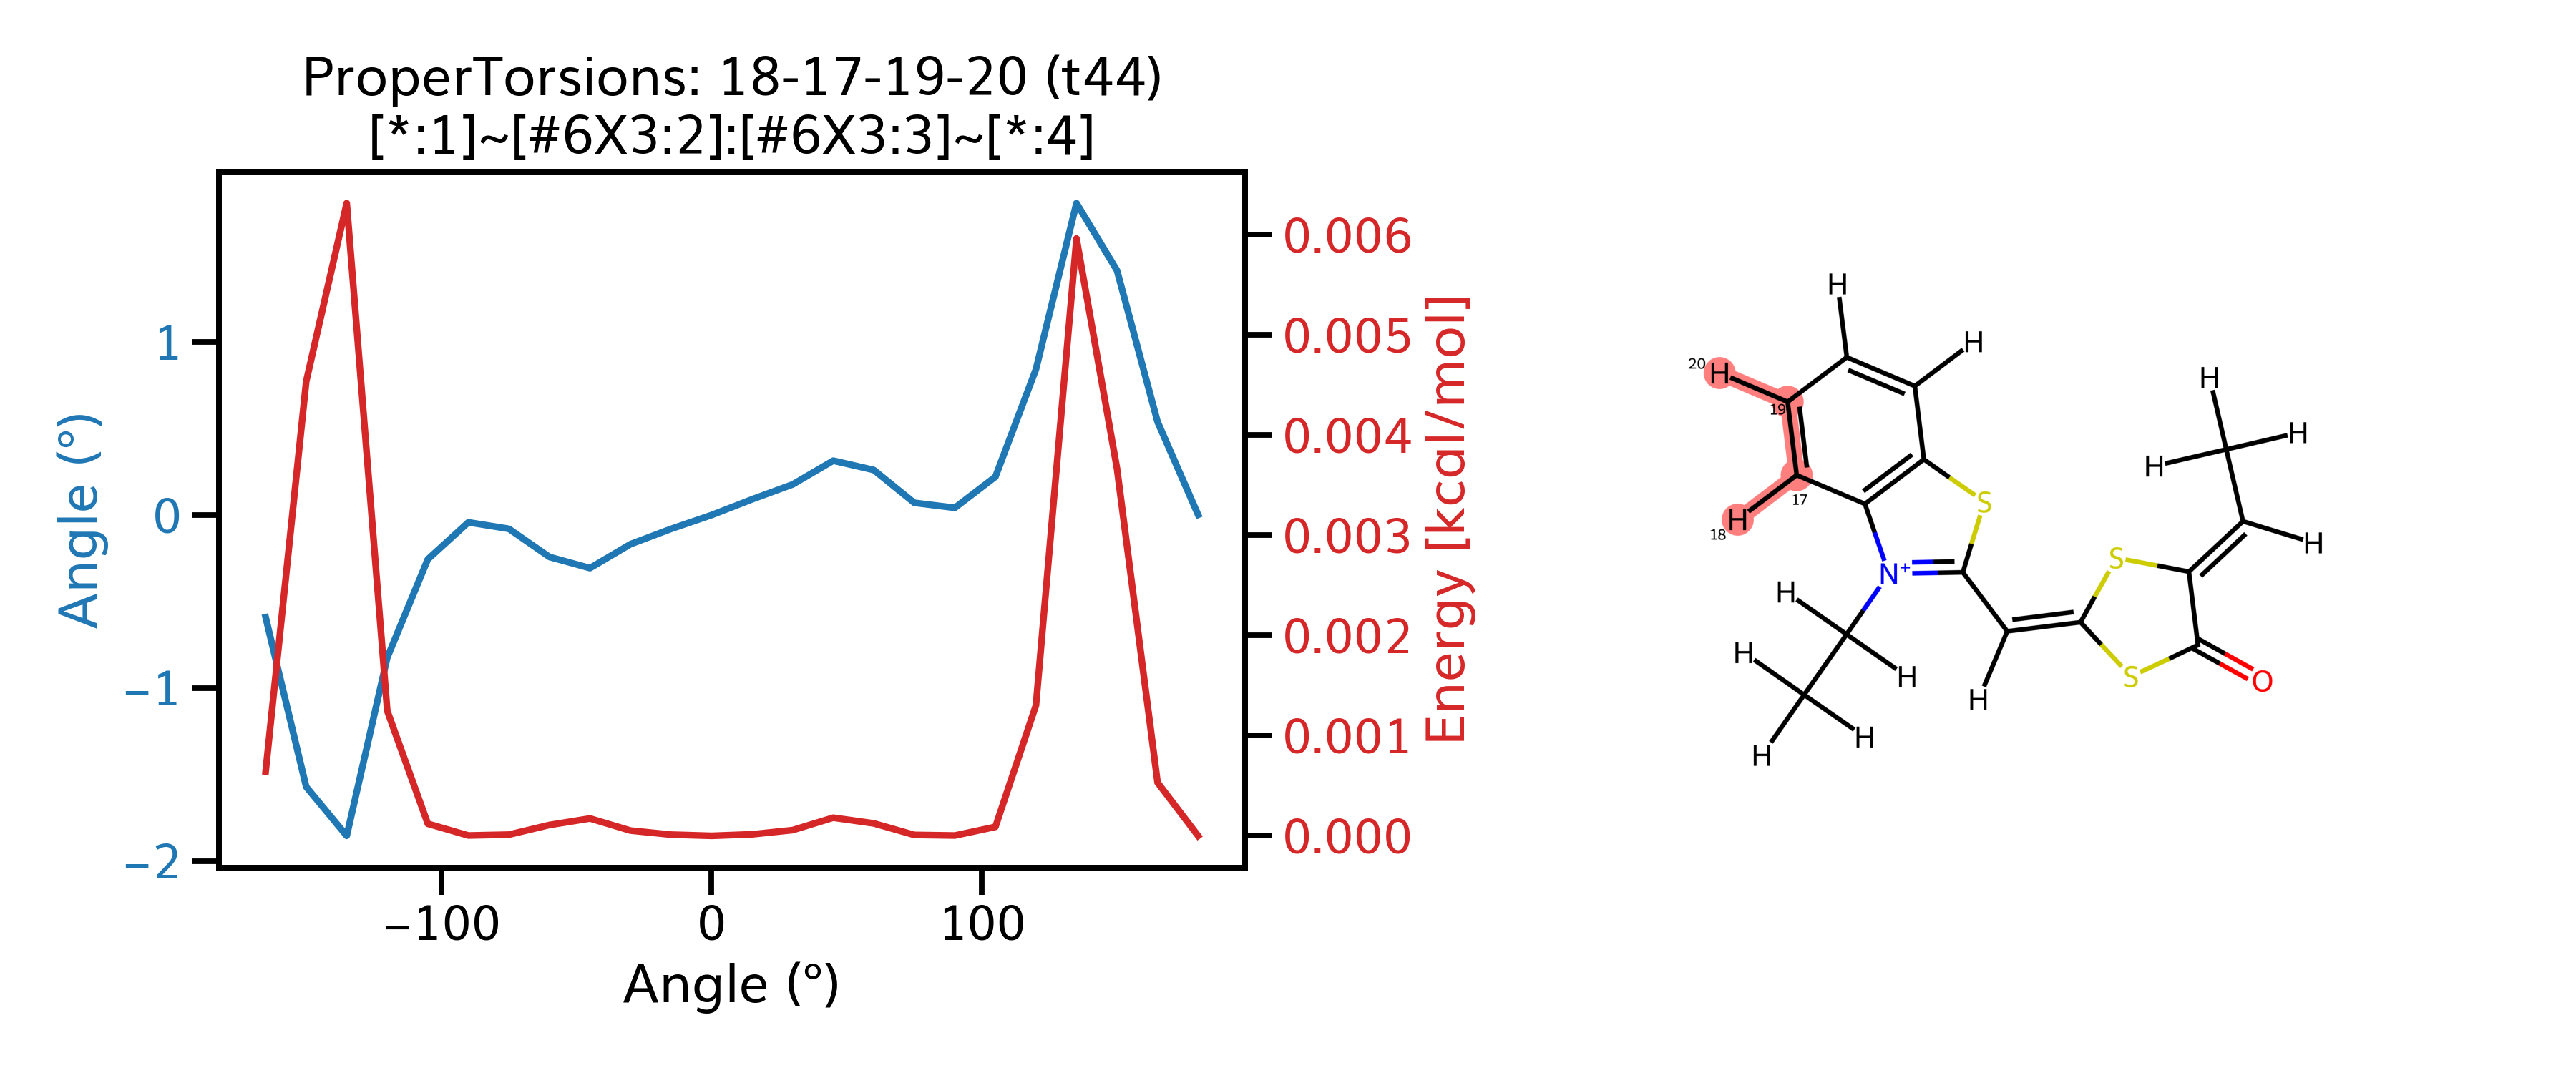 ProperTorsions: 18-17-19-20 (t44)
[*:1]~[#6X3:2]:[#6X3:3]~[*:4]
Angle (°)
1
0
−1
−2
−100
0
100
Angle (°)
0.006
0.005
0.004
0.003
0.002
0.001
0.000
Energy [kcal/mol]
H
H
20
H
19
17
H
18
S
N⁺
H
H
H
H
H
H
S
S
O
H
H
H
H